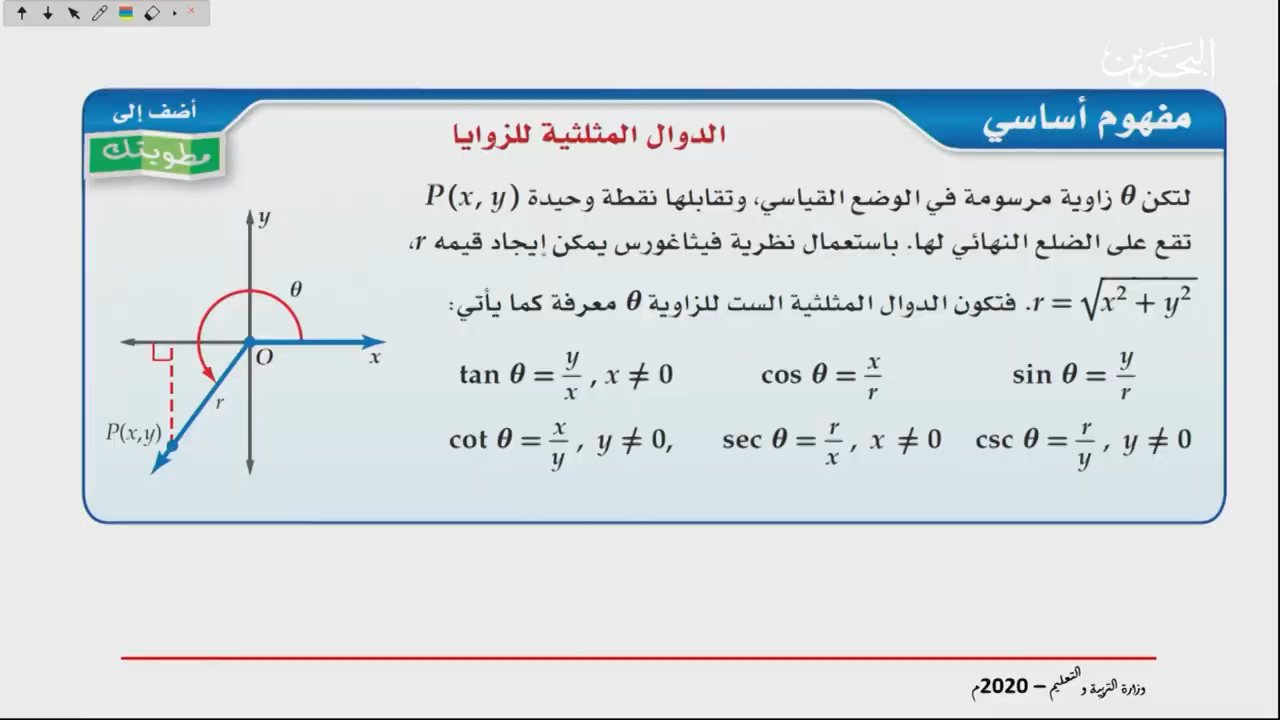 البحرين
مفهوم أساسي
أضف إلى
مطويتك
الدوال المثلثية للزوايا
لتكن θ زاوية مرسومة في الوضع القياسي، وتقابلها نقطة وحيدة P(x, y)
تقع على الضلع النهائي لها. باستعمال نظرية فيثاغورس يمكن إيجاد قيمه r،
r = √(x² + y²). فتكون الدوال المثلثية الست للزاوية θ معرفة كما يأتي:
sin θ = y/r    cos θ = x/r    tan θ = y/x , x ≠ 0
csc θ = r/y , y ≠ 0    sec θ = r/x , x ≠ 0    cot θ = x/y , y ≠ 0,
y
θ
O
x
r
P(x,y)
وزارة التربية و التعليم – 2020م